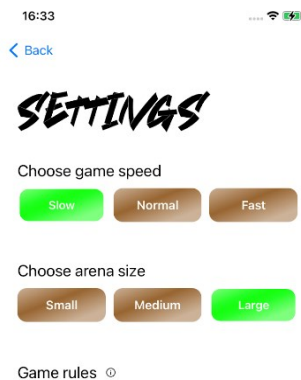 16:33
Back
SETTINGS
Choose game speed
Slow Normal Fast
Choose arena size
Small Medium Large
Game rules